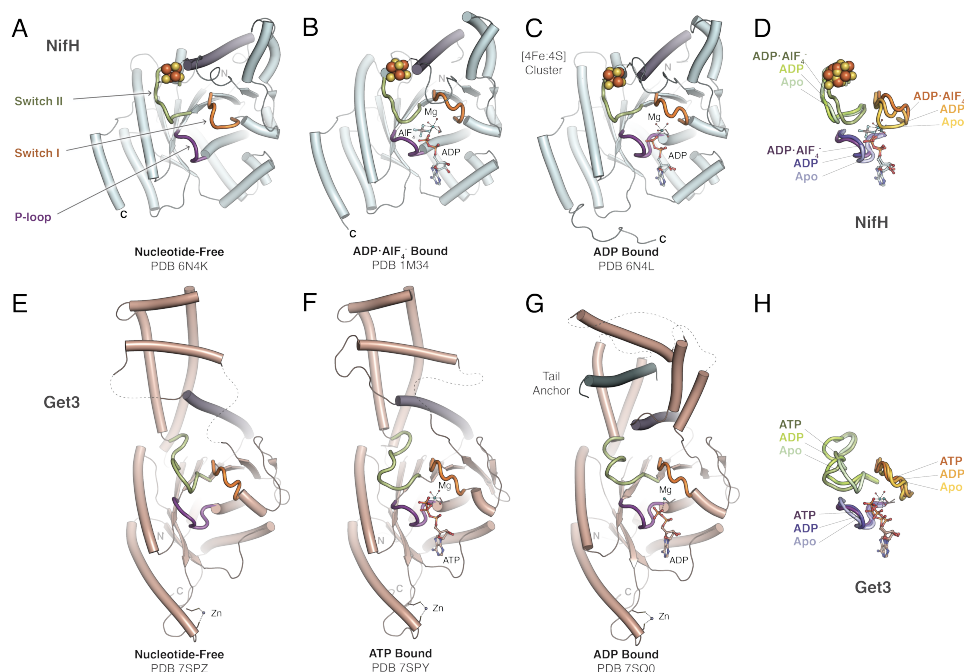 A
NifH
Switch II
Switch I
P-loop
N
C
Nucleotide-Free
PDB 6N4K
B
N
Mg
AlF4-
ADP
C
ADP·AlF4- Bound
PDB 1M34
C
[4Fe:4S]
Cluster
N
Mg
ADP
C
ADP Bound
PDB 6N4L
D
ADP·AlF4-
ADP
Apo
ADP·AlF4-
ADP
Apo
ADP·AlF4-
ADP
Apo
NifH
E
Get3
N
C
Zn
Nucleotide-Free
PDB 7SPZ
F
Mg
N
ATP
C
Zn
ATP Bound
PDB 7SPY
G
Tail
Anchor
Mg
N
ADP
C
Zn
ADP Bound
PDB 7SQ0
H
ATP
ADP
Apo
ATP
ADP
Apo
ATP
ADP
Apo
Get3